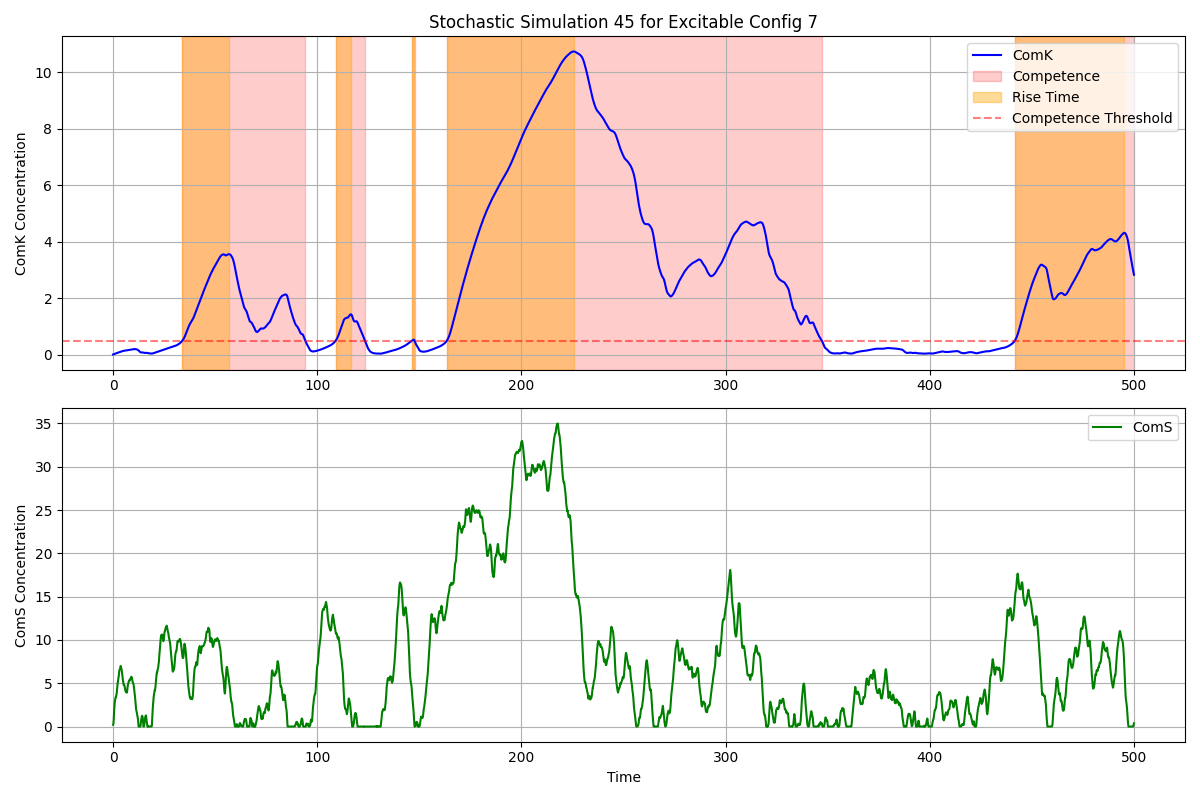 Stochastic Simulation 45 for Excitable Config 7
ComK Concentration
10
8
6
4
2
0
ComK
Competence
Rise Time
Competence Threshold
0 100 200 300 400 500
ComS Concentration
35
30
25
20
15
10
5
0
ComS
0 100 200 300 400 500
Time